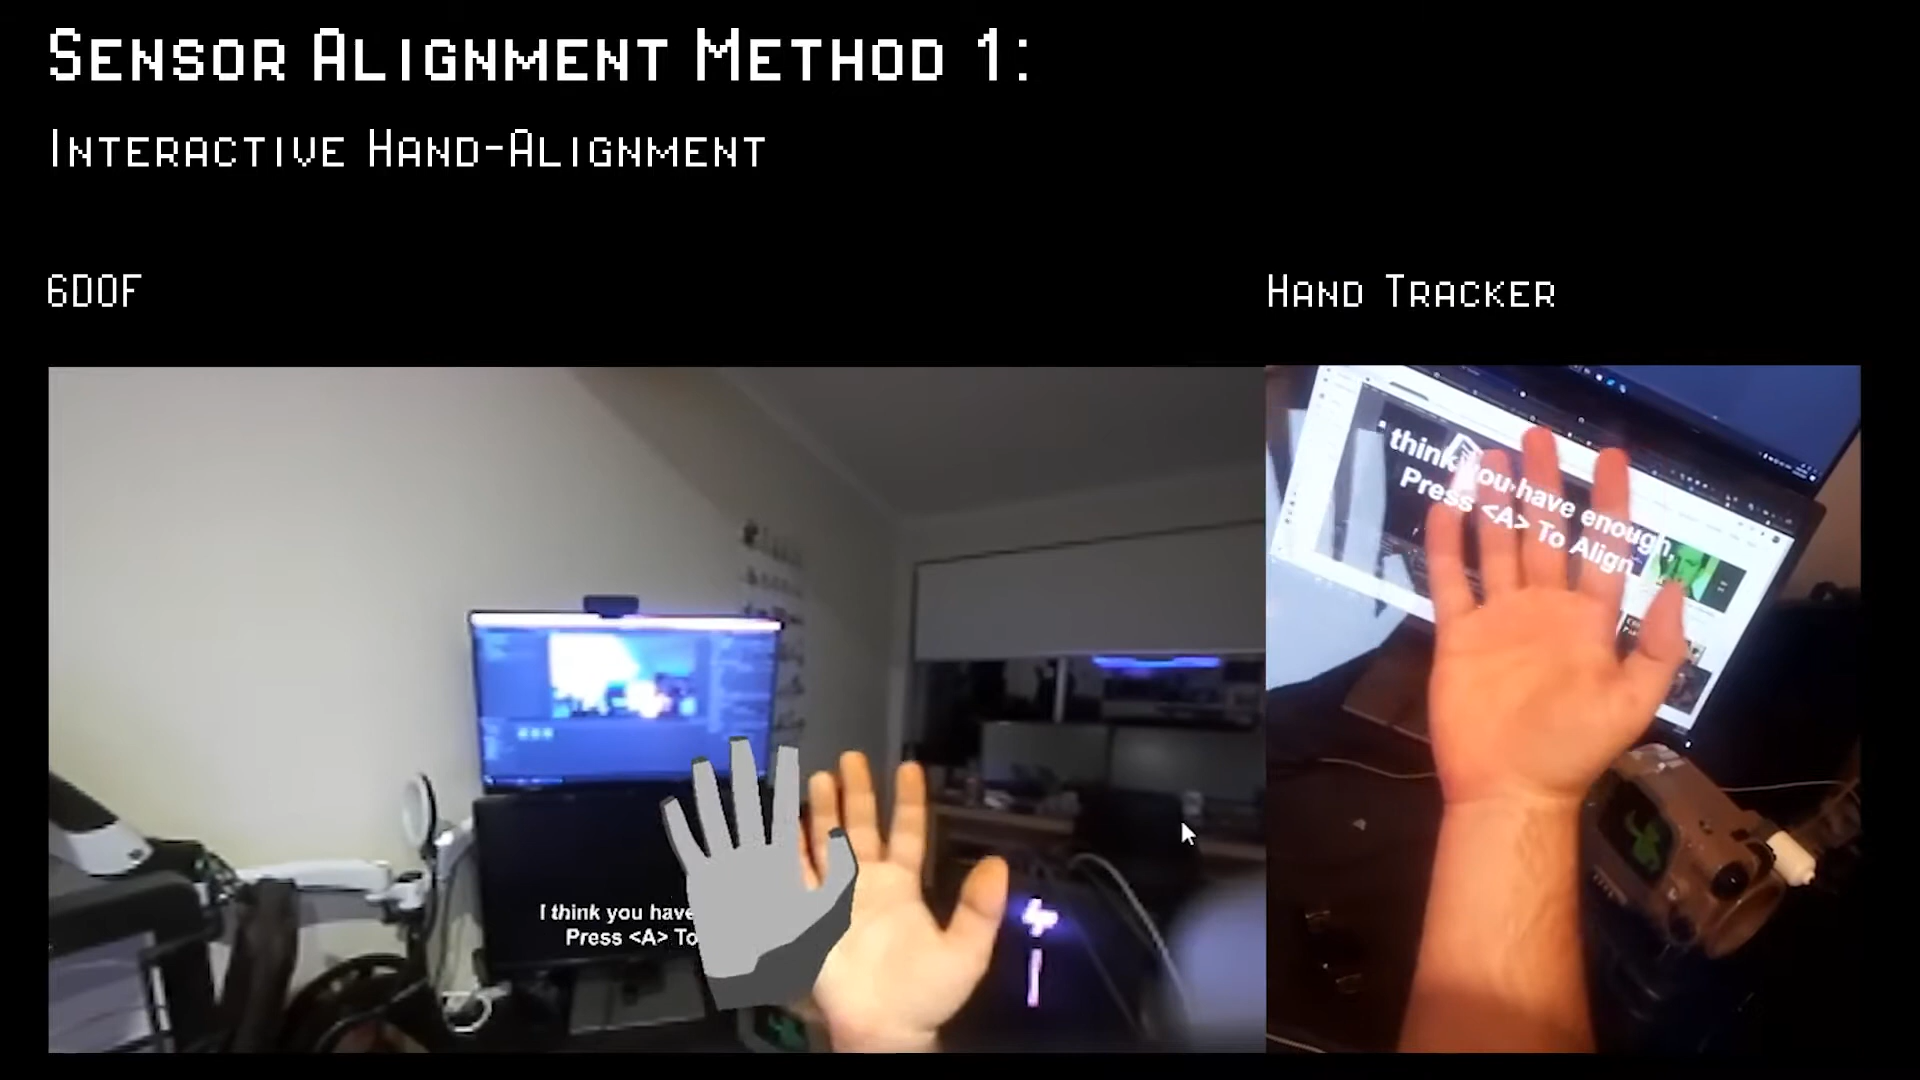 Sensor Alignment Method 1:
Interactive Hand-Alignment
6DOF
Hand Tracker
I think you have
Press <A> To
think you have enough,
Press <A> To Align